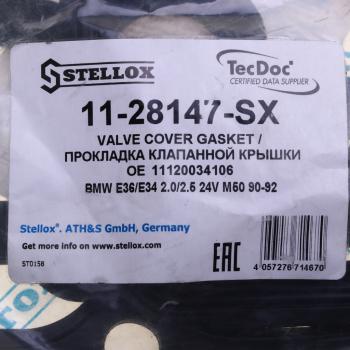 STELLOX
TecDoc
CERTIFIED DATA SUPPLIER
11-28147-SX
VALVE COVER GASKET /
ПРОКЛАДКА КЛАПАННОЙ КРЫШКИ
OE 11120034106
BMW E36/E34 2.0/2.5 24V M50 90-92
Stellox®. ATH&S GmbH, Germany
Get more info on www.stellox.com
ST0158
EAC
4 057276 714670